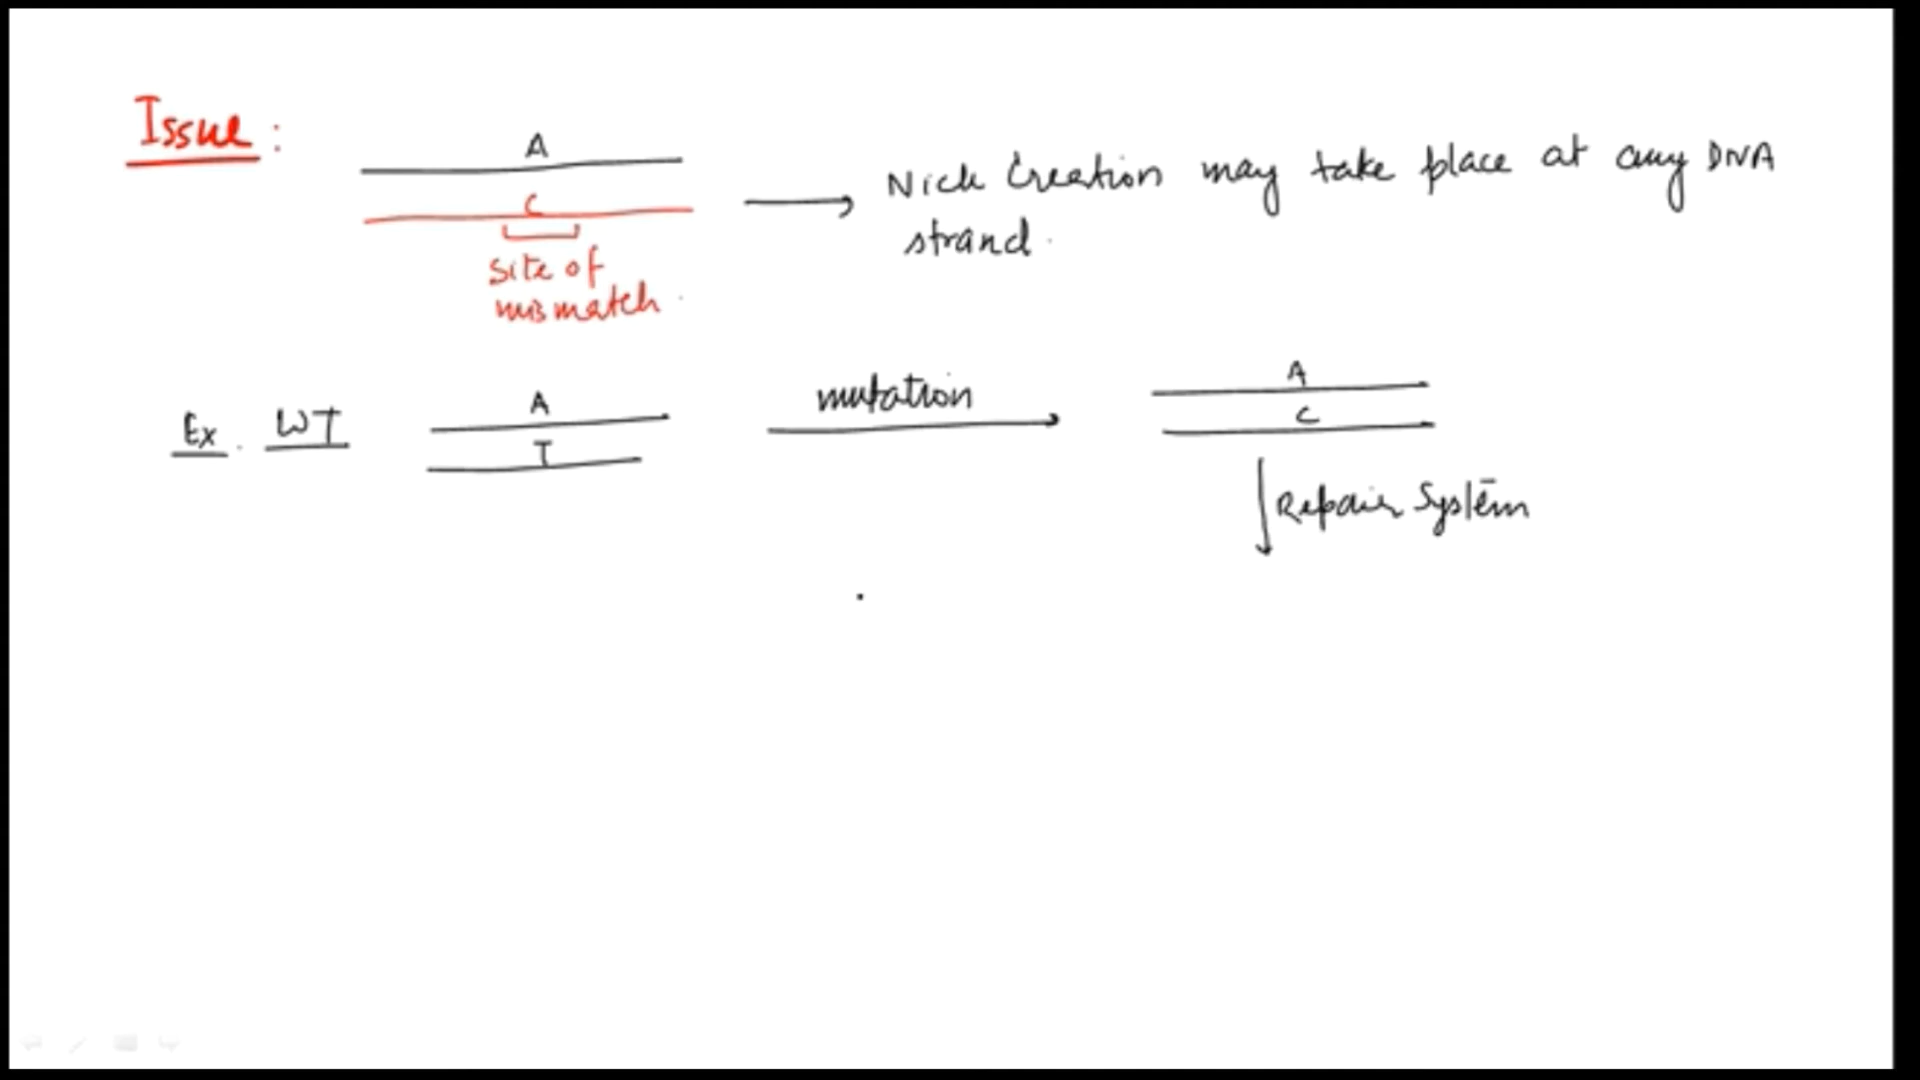 Issue :
A
C
site of
mismatch.
Nick Creation may take place at any DNA
strand.
Ex. WT
A
T
mutation
A
C
Repair System